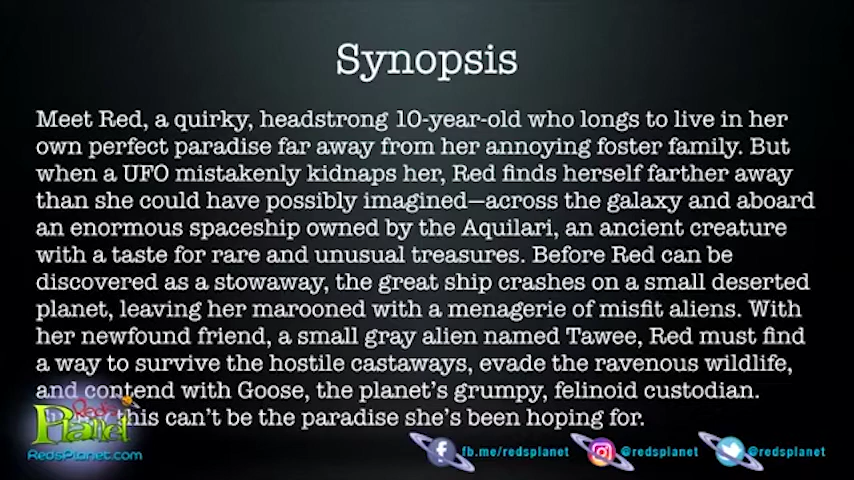 Synopsis
Meet Red, a quirky, headstrong 10-year-old who longs to live in her
own perfect paradise far away from her annoying foster family. But
when a UFO mistakenly kidnaps her, Red finds herself farther away
than she could have possibly imagined—across the galaxy and aboard
an enormous spaceship owned by the Aquilari, an ancient creature
with a taste for rare and unusual treasures. Before Red can be
discovered as a stowaway, the great ship crashes on a small deserted
planet, leaving her marooned with a menagerie of misfit aliens. With
her newfound friend, a small gray alien named Tawee, Red must find
a way to survive the hostile castaways, evade the ravenous wildlife,
and contend with Goose, the planet’s grumpy, felinoid custodian.
this can’t be the paradise she’s been hoping for.
Red's
Planet
RedsPlanet.com
fb.me/redsplanet @redsplanet @redsplanet